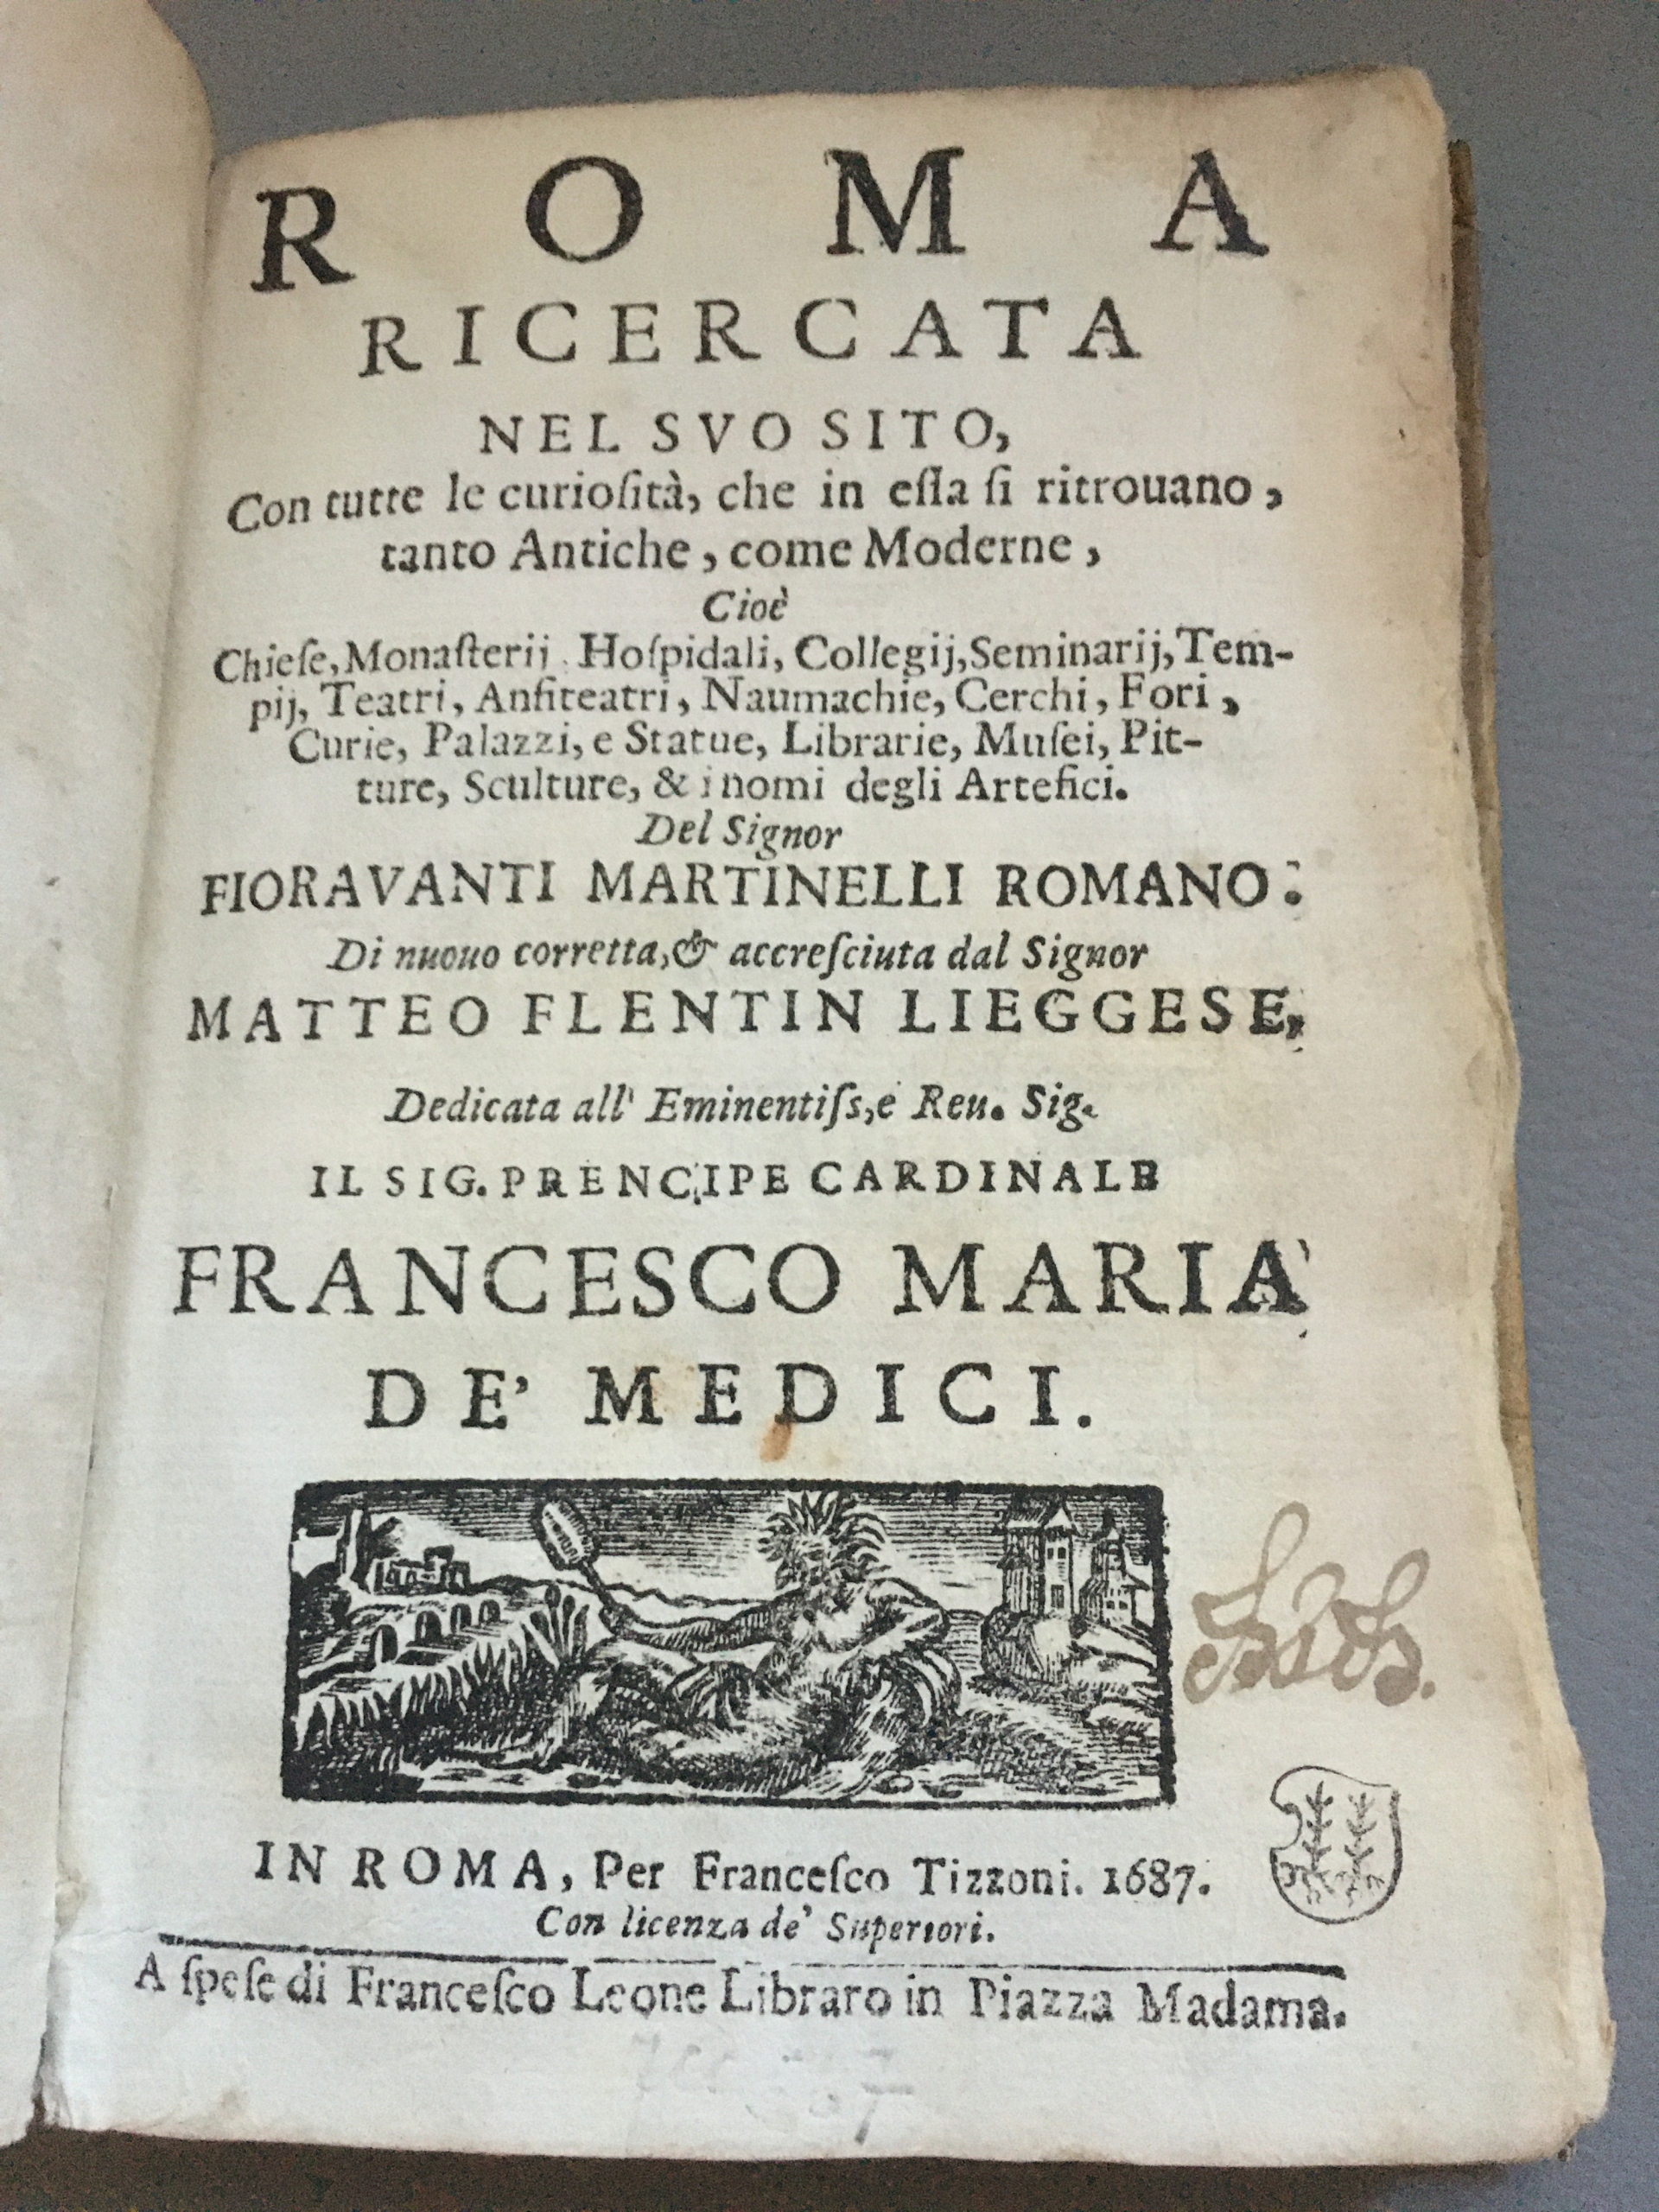 ROMA
RICERCATA
NEL SVO SITO,
Con tutte le curioſità, che in eſſa ſi ritrouano,
tanto Antiche, come Moderne,
Cioè
Chieſe, Monaſterij, Hoſpidali, Collegij, Seminarij, Tem-
pij, Teatri, Anfiteatri, Naumachie, Cerchi, Fori,
Curie, Palazzi, e Statue, Librarie, Muſei, Pit-
ture, Sculture, & i nomi degli Artefici.
Del Signor
FIORAVANTI MARTINELLI ROMANO.
Di nuouo corretta, & accreſciuta dal Signor
MATTEO FLENTIN LIEGGESE,
Dedicata all' Eminentiſs, e Reu. Sig.
IL SIG. PRENCIPE CARDINALE
FRANCESCO MARIA
DE' MEDICI.
IN ROMA, Per Franceſco Tizzoni. 1687.
Con licenza de' Superiori.
A ſpeſe di Franceſco Leone Libraro in Piazza Madama.